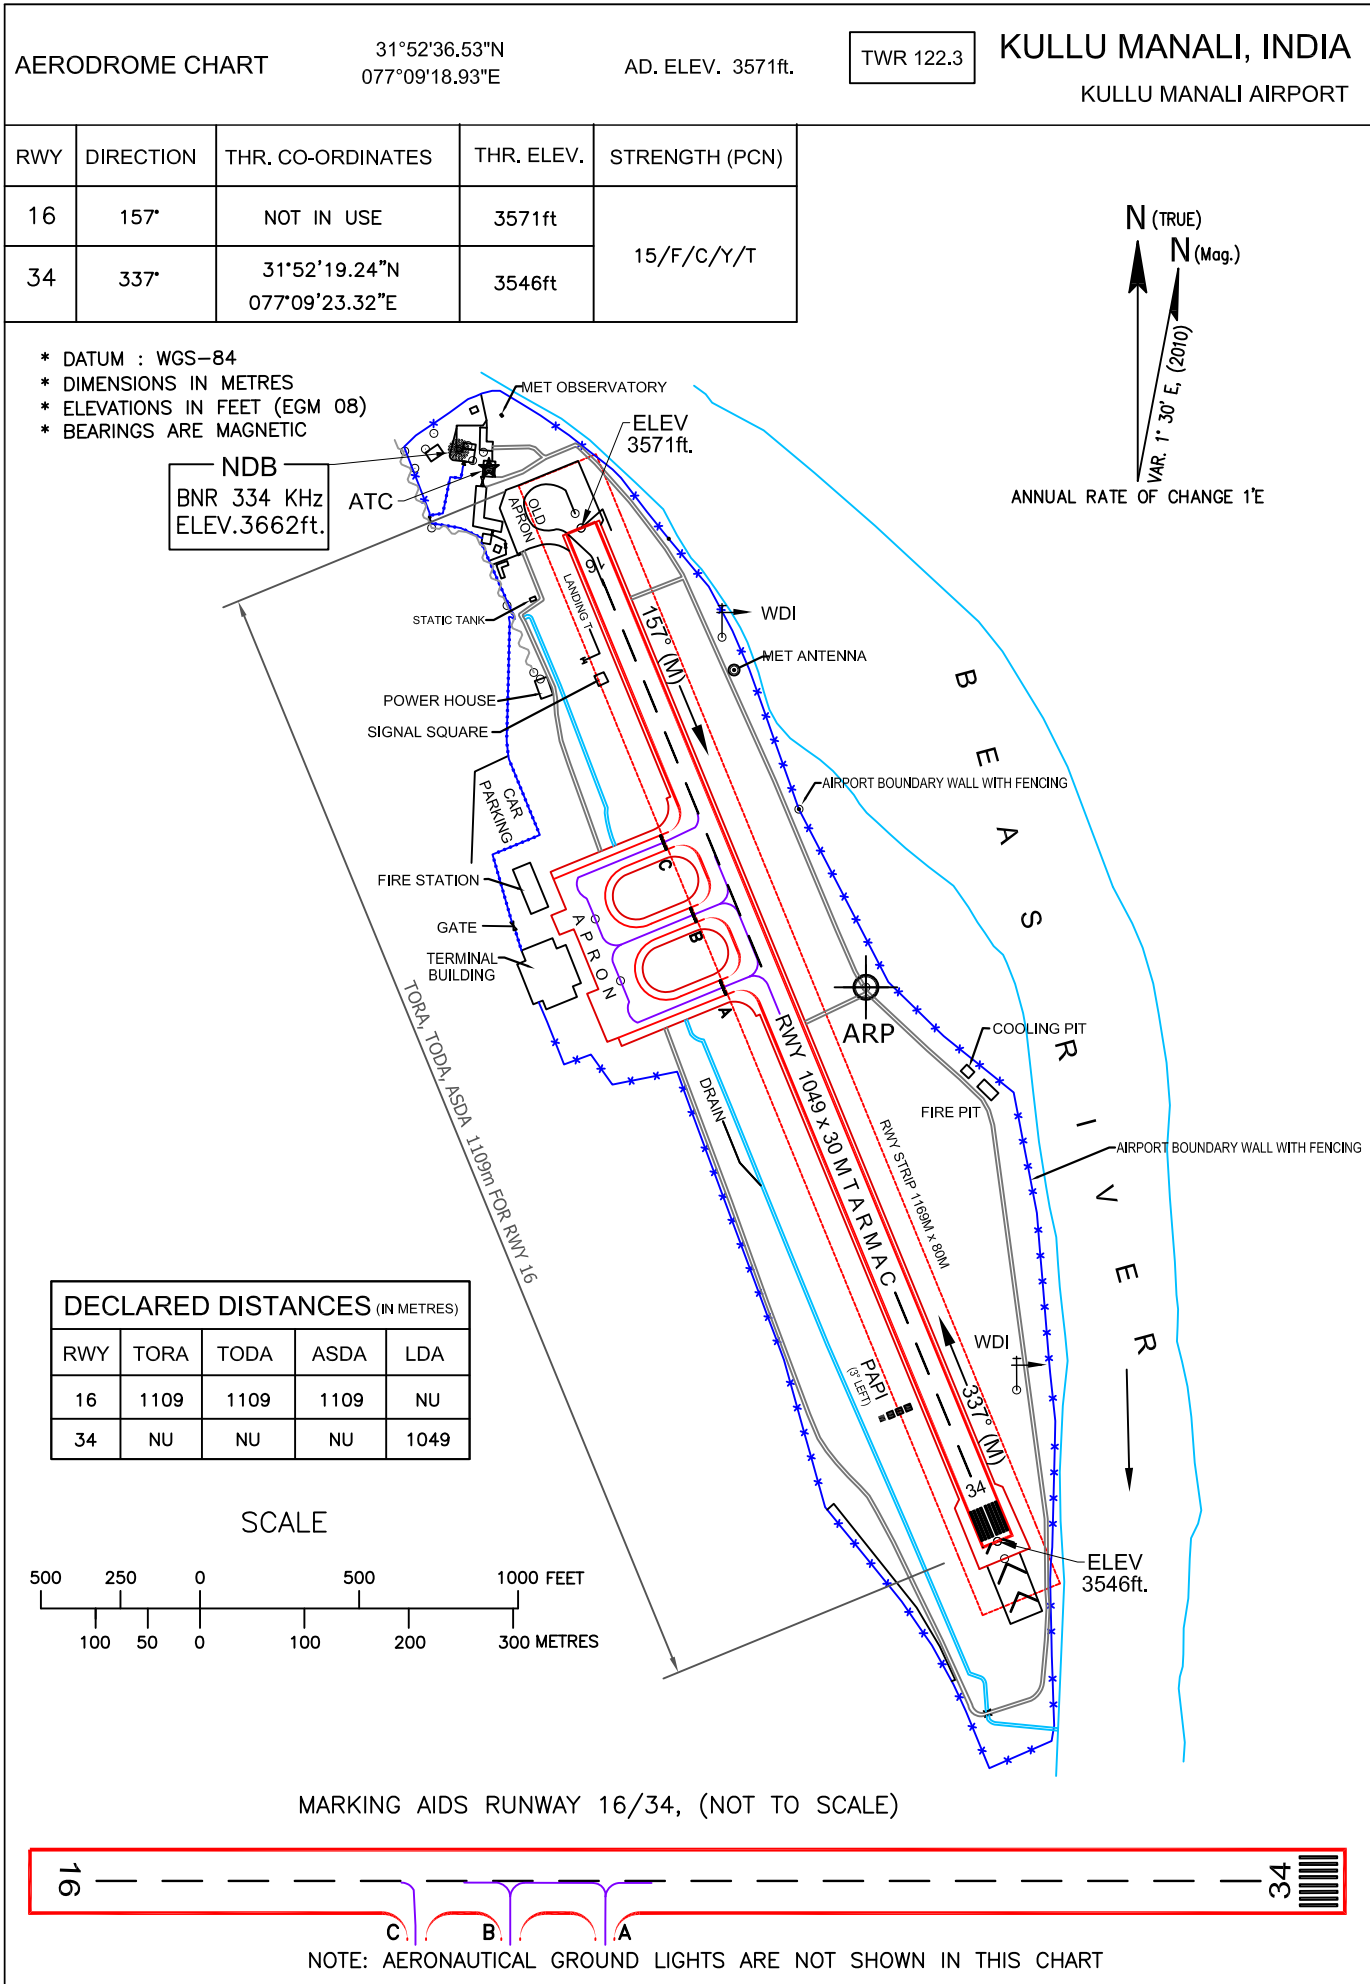 AERODROME CHART
31°52'36.53"N
077°09'18.93"E
AD. ELEV. 3571ft.
TWR 122.3
KULLU MANALI, INDIA
KULLU MANALI AIRPORT
RWY DIRECTION THR. CO-ORDINATES THR. ELEV. STRENGTH (PCN)
16 157° NOT IN USE 3571ft
15/F/C/Y/T
34 337° 31°52'19.24"N 3546ft
077°09'23.32"E
N (TRUE)
N (Mag.)
VAR. 1° 30' E, (2010)
ANNUAL RATE OF CHANGE 1'E
* DATUM : WGS-84
* DIMENSIONS IN METRES
* ELEVATIONS IN FEET (EGM 08)
* BEARINGS ARE MAGNETIC
NDB
BNR 334 KHz
ELEV.3662ft.
ATC
MET OBSERVATORY
ELEV
3571ft.
OLD
APRON
16
LANDING T
157° (M)
WDI
MET ANTENNA
STATIC TANK
POWER HOUSE
SIGNAL SQUARE
CAR
PARKING
AIRPORT BOUNDARY WALL WITH FENCING
BEAS RIVER
FIRE STATION
GATE
TERMINAL
BUILDING
APRON
C
B
A
ARP
COOLING PIT
FIRE PIT
AIRPORT BOUNDARY WALL WITH FENCING
DRAIN
RWY 1049 x 30 M TARMAC
RWY STRIP 1169M x 80M
TORA, TODA, ASDA 1109m FOR RWY 16
WDI
PAPI
(3° LEFT)
337° (M)
34
ELEV
3546ft.
DECLARED DISTANCES (IN METRES)
RWY TORA TODA ASDA LDA
16 1109 1109 1109 NU
34 NU NU NU 1049
SCALE
500 250 0 500 1000 FEET
100 50 0 100 200 300 METRES
MARKING AIDS RUNWAY 16/34, (NOT TO SCALE)
16
34
C B A
NOTE: AERONAUTICAL GROUND LIGHTS ARE NOT SHOWN IN THIS CHART